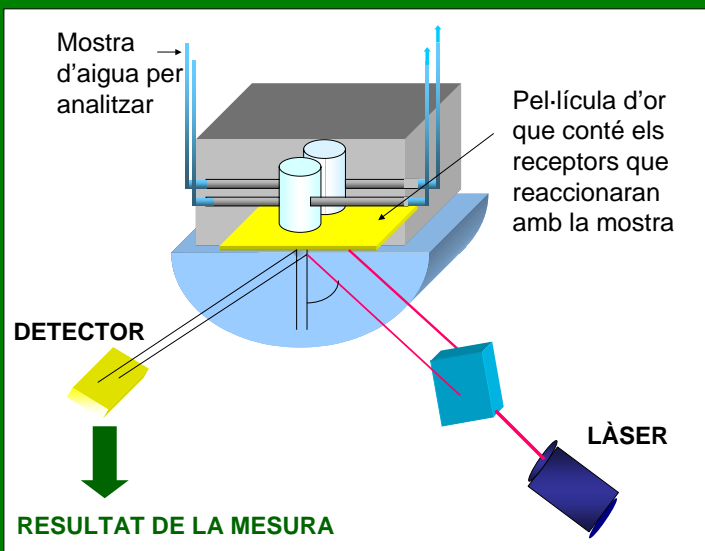 Mostra
d’aigua per
analitzar
Pel·lícula d’or
que conté els
receptors que
reaccionaran
amb la mostra
DETECTOR
LÀSER
RESULTAT DE LA MESURA